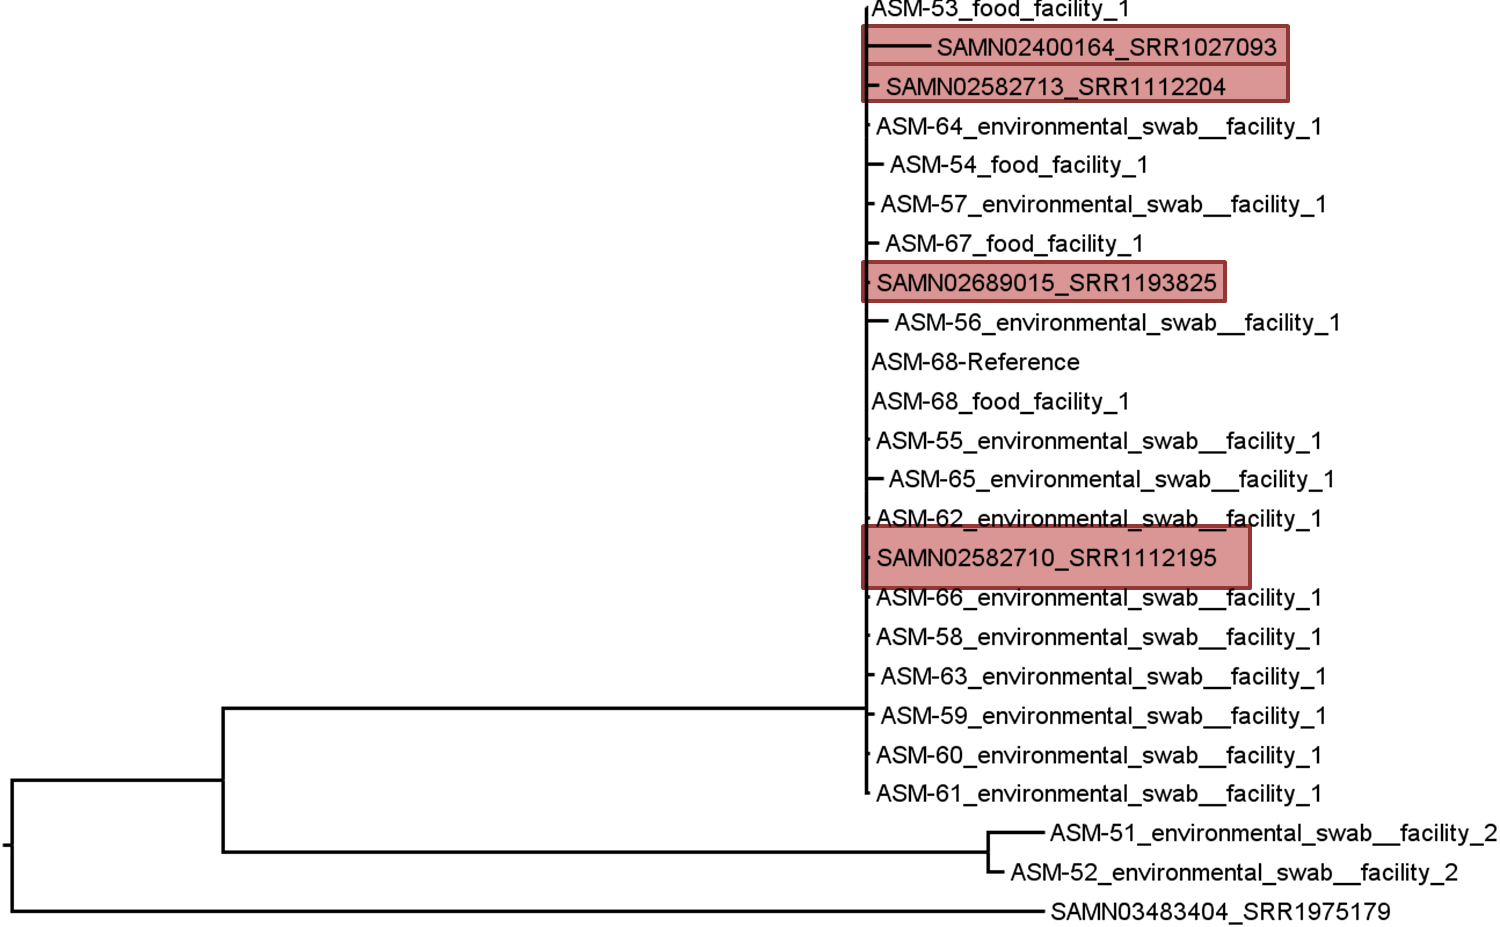 ASM-53_food_facility_1
SAMN02400164_SRR1027093
SAMN02582713_SRR1112204
ASM-64_environmental_swab__facility_1
ASM-54_food_facility_1
ASM-57_environmental_swab__facility_1
ASM-67_food_facility_1
SAMN02689015_SRR1193825
ASM-56_environmental_swab__facility_1
ASM-68-Reference
ASM-68_food_facility_1
ASM-55_environmental_swab__facility_1
ASM-65_environmental_swab__facility_1
ASM-62_environmental_swab__facility_1
SAMN02582710_SRR1112195
ASM-66_environmental_swab__facility_1
ASM-58_environmental_swab__facility_1
ASM-63_environmental_swab__facility_1
ASM-59_environmental_swab__facility_1
ASM-60_environmental_swab__facility_1
ASM-61_environmental_swab__facility_1
ASM-51_environmental_swab__facility_2
ASM-52_environmental_swab__facility_2
SAMN03483404_SRR1975179